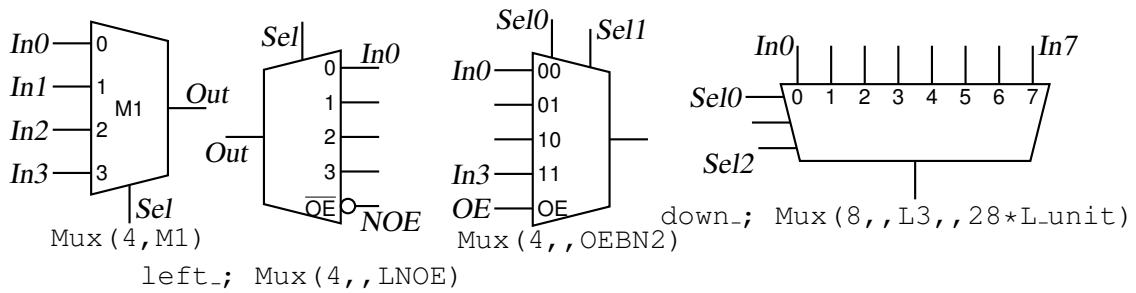 In0
0
In1
1
M1
Out
In2
2
In3
3
Sel
Mux(4,M1)
Sel
0
In0
1
2
Out
3
OE
NOE
left_; Mux(4,,LNOE)
Sel0
Sel1
In0
00
01
10
In3
11
OE
OE
Mux(4,,OEBN2)
In0
In7
Sel0
0 1 2 3 4 5 6 7
Sel2
down_; Mux(8,,L3,,28*L_unit)